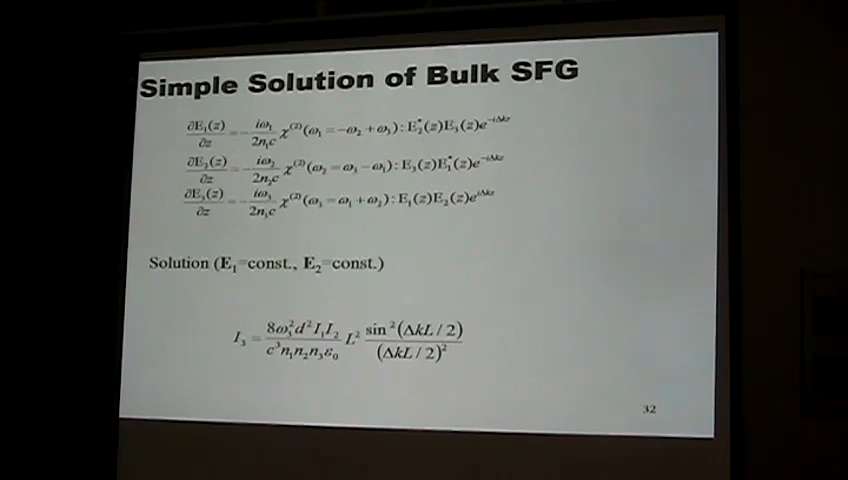 Simple Solution of Bulk SFG
∂E₁(z)/∂z = -iω₁/2n₁c χ⁽²⁾(ω₁ = -ω₂ + ω₃) : E₂*(z)E₃(z)e^(-iΔkz)
∂E₂(z)/∂z = -iω₂/2n₂c χ⁽²⁾(ω₂ = ω₃ - ω₁) : E₃(z)E₁*(z)e^(-iΔkz)
∂E₃(z)/∂z = -iω₃/2n₃c χ⁽²⁾(ω₃ = ω₁ + ω₂) : E₁(z)E₂(z)e^(iΔkz)
Solution (E₁=const., E₂=const.)
I₃ = 8ω₃²d²I₁I₂/c³n₁n₂n₃ε₀ L² sin²(ΔkL/2)/(ΔkL/2)²
32